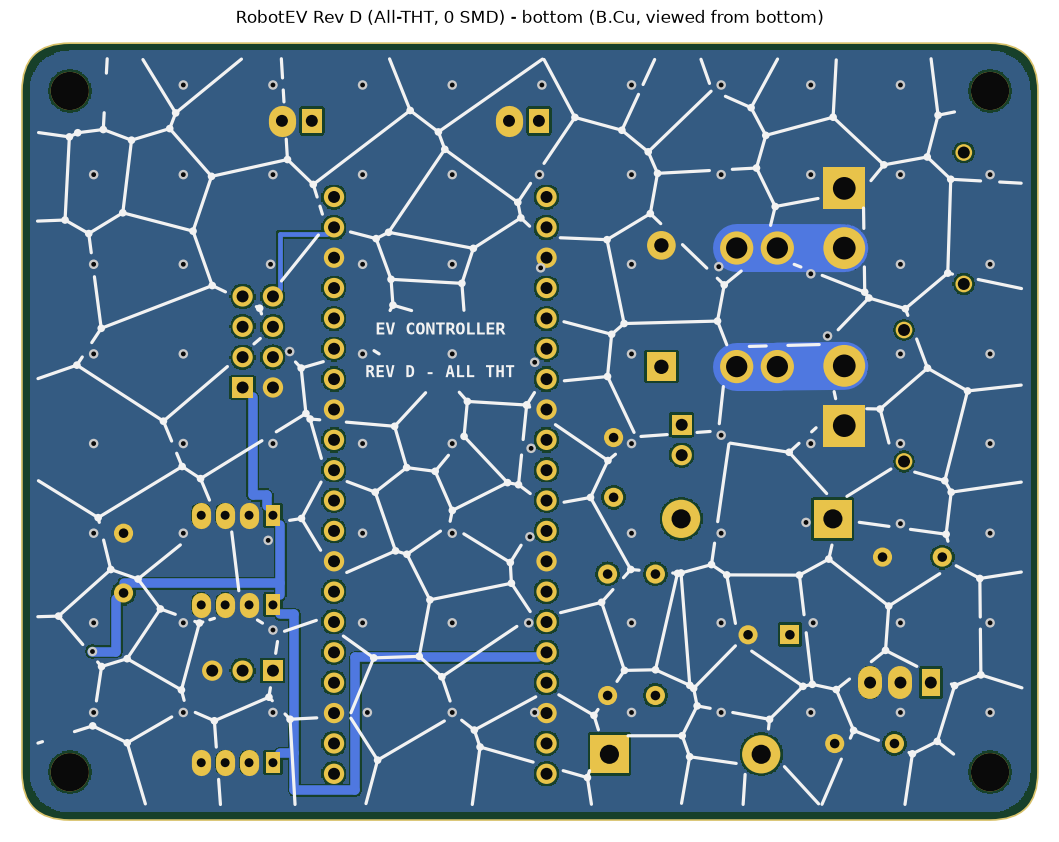 RobotEV Rev D (All-THT, 0 SMD) - bottom (B.Cu, viewed from bottom)
EV CONTROLLER
REV D - ALL THT